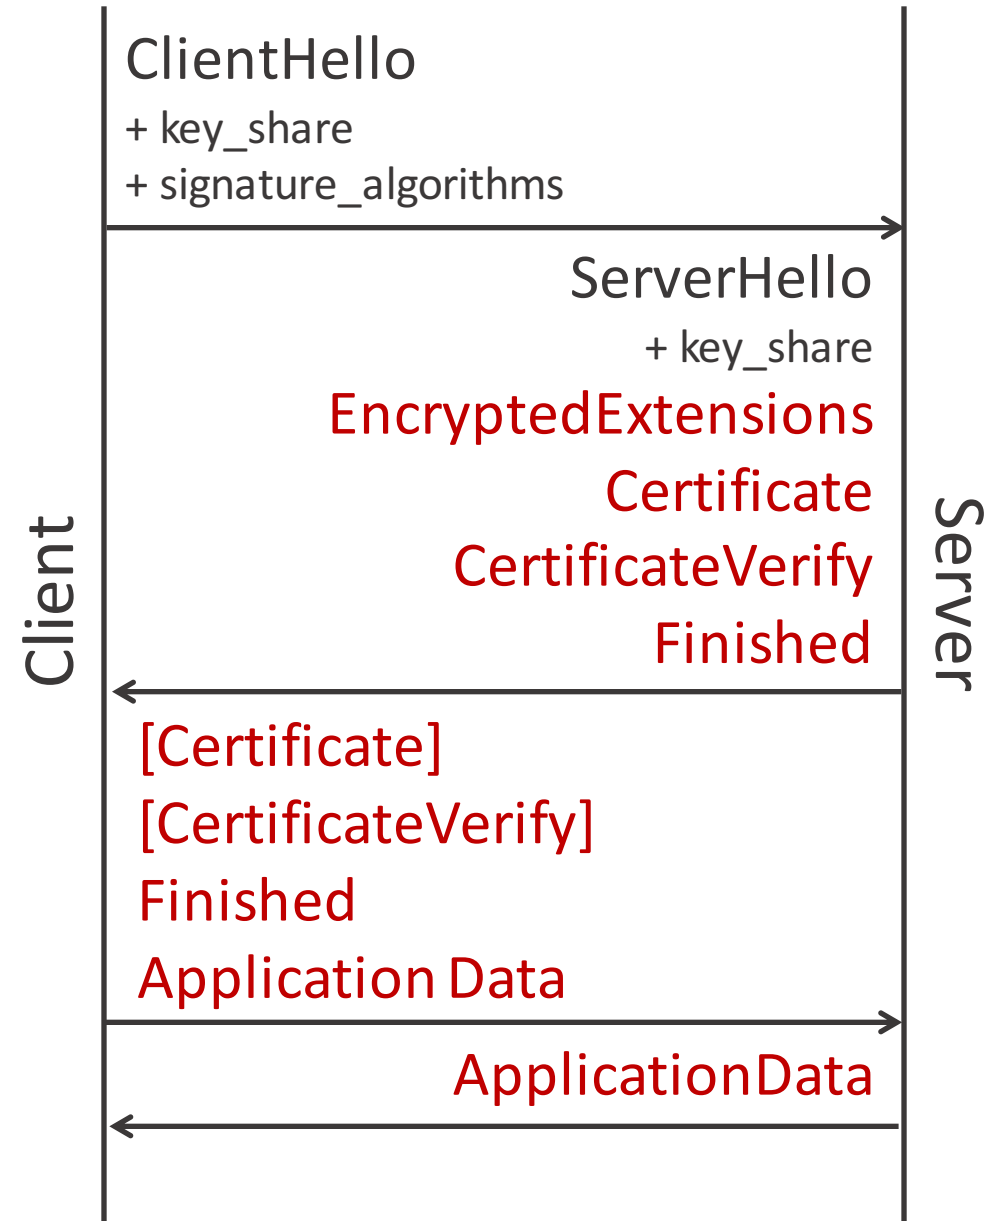 ClientHello
+ key_share
+ signature_algorithms
ServerHello
+ key_share
EncryptedExtensions
Certificate
CertificateVerify
Finished
Client
Server
[Certificate]
[CertificateVerify]
Finished
Application Data
ApplicationData